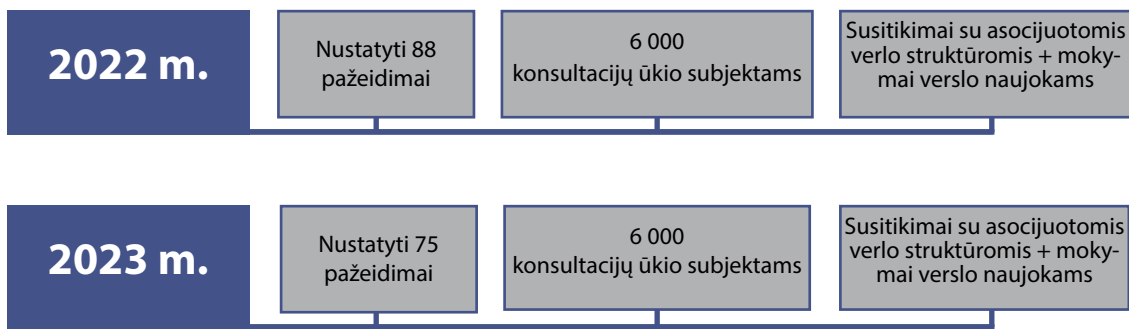 2022 m.
Nustatyti 88
pažeidimai
6 000
konsultacijų ūkio subjektams
Susitikimai su asocijuotomis
verlo struktūromis + moky-
mai verslo naujokams
2023 m.
Nustatyti 75
pažeidimai
6 000
konsultacijų ūkio subjektams
Susitikimai su asocijuotomis
verlo struktūromis + moky-
mai verslo naujokams